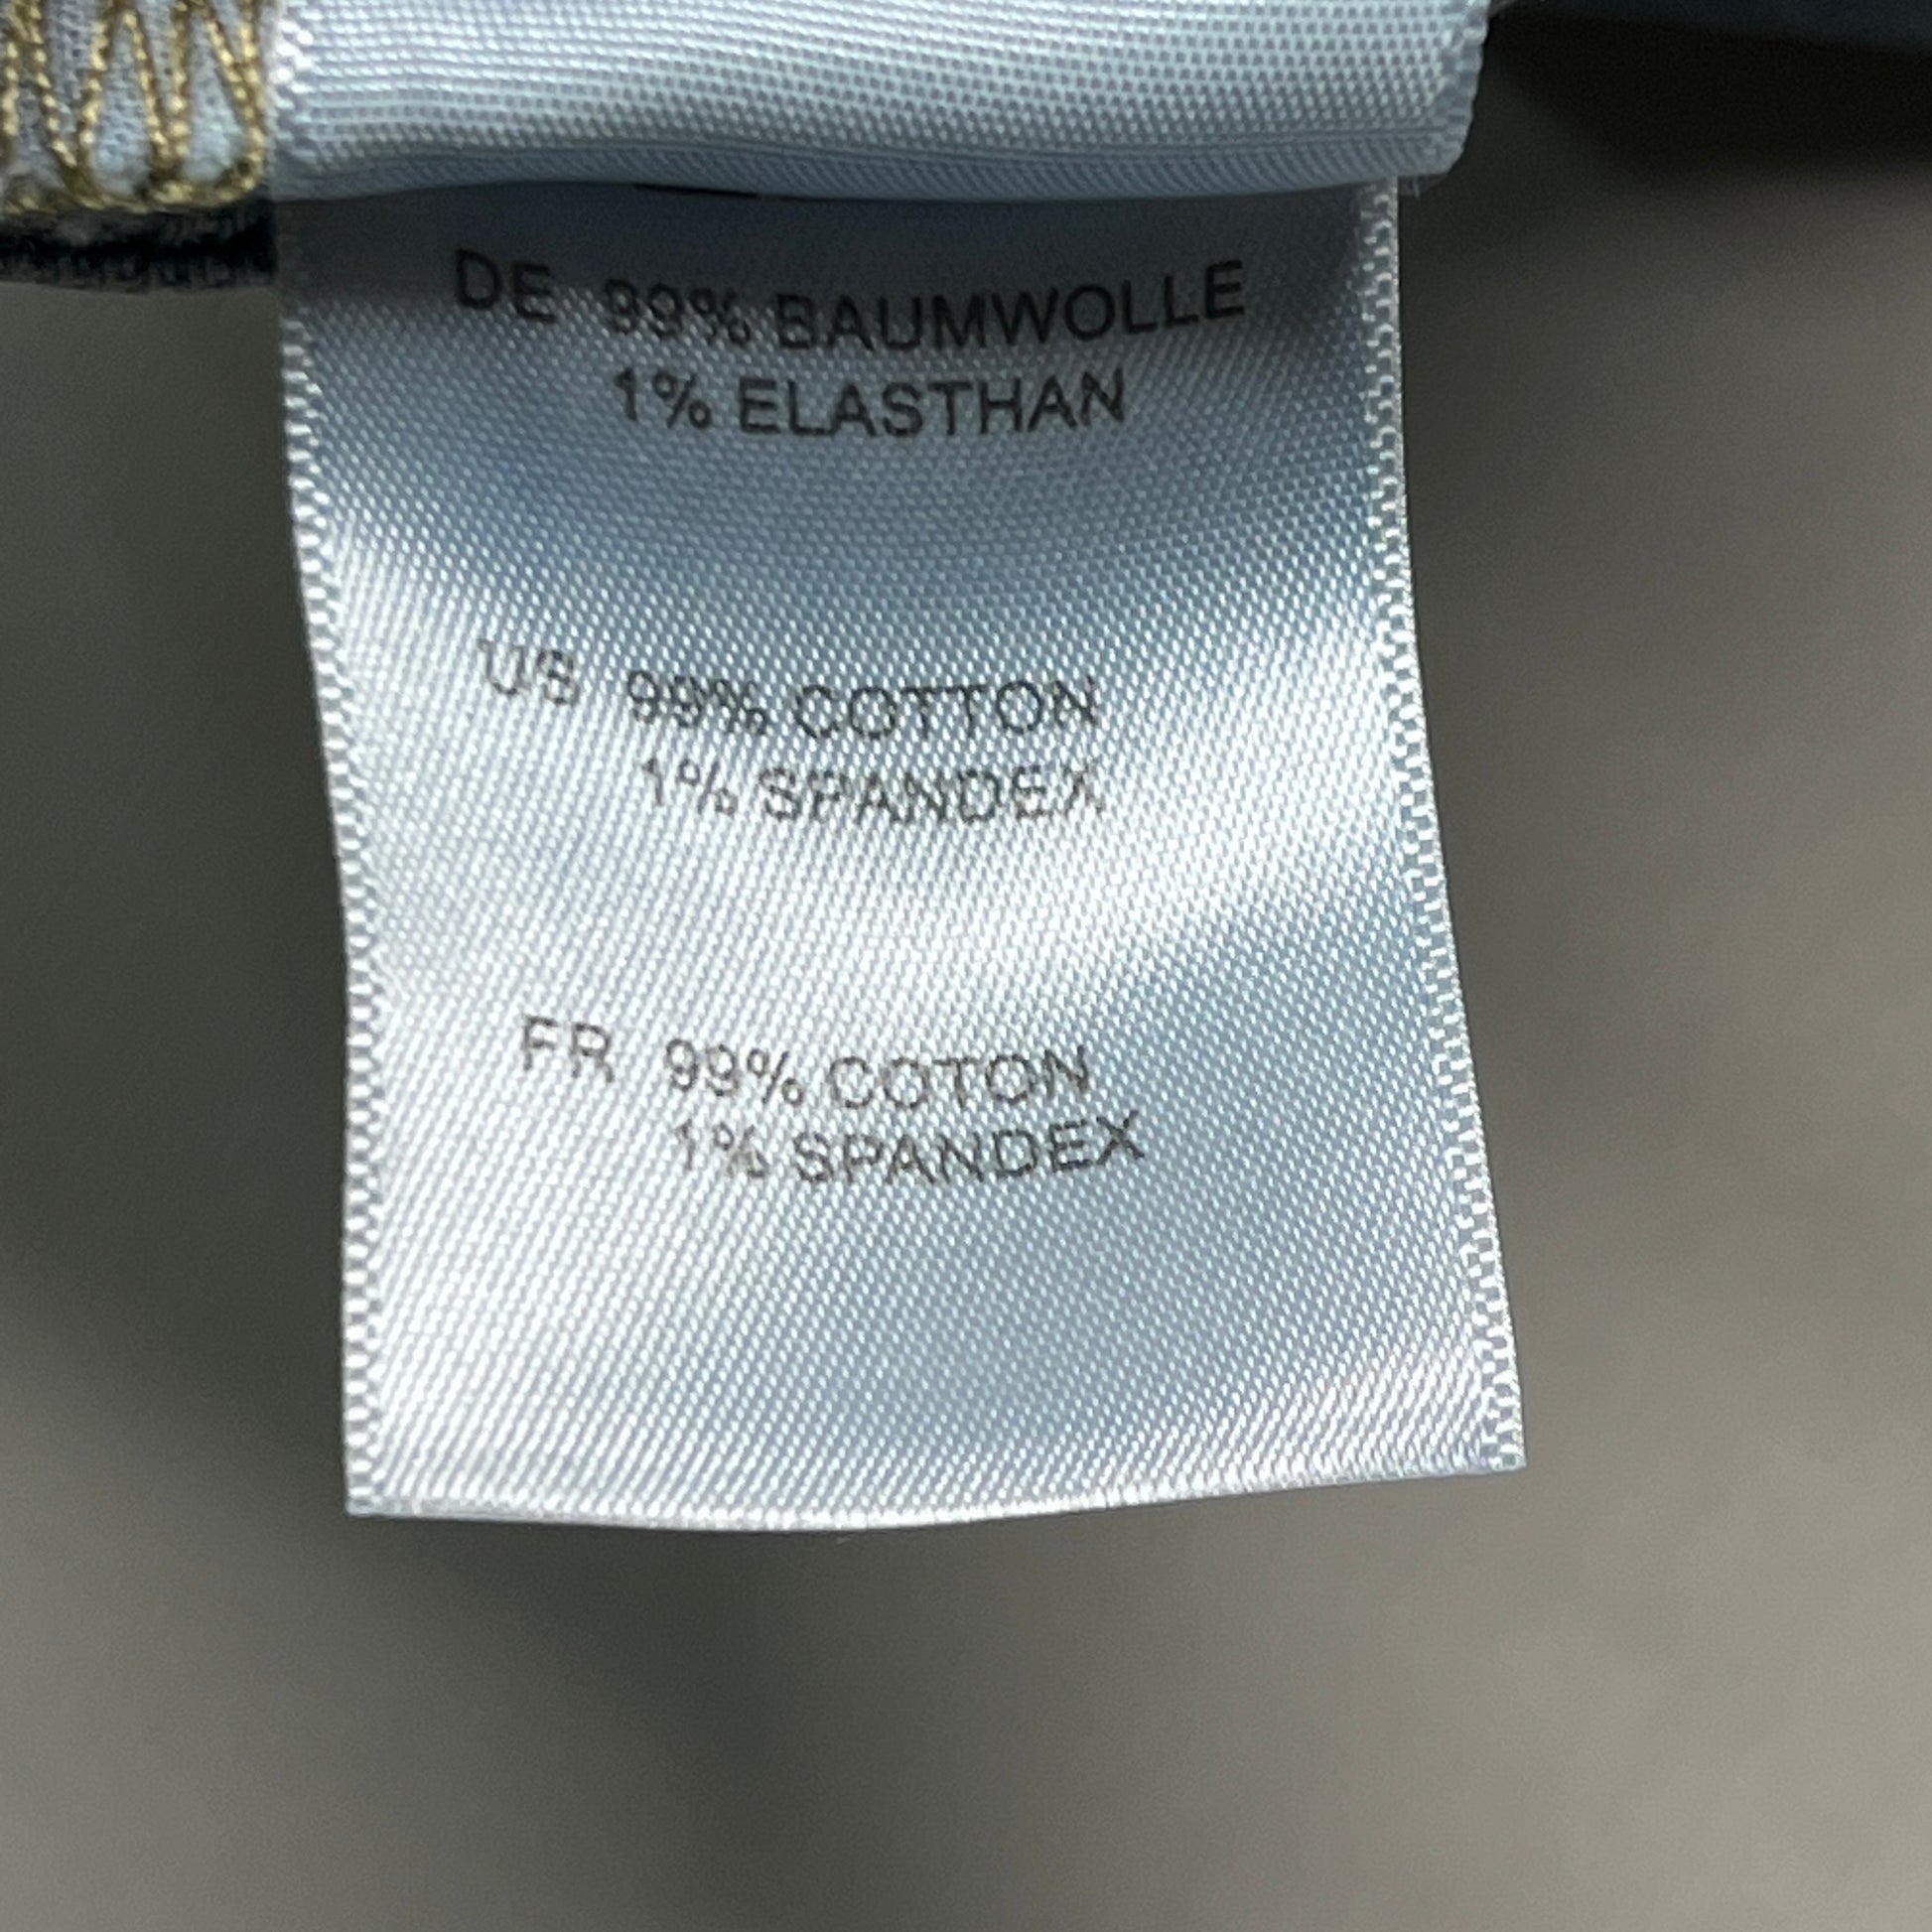 DE 99% BAUMWOLLE
1% ELASTHAN
US 99% COTTON
1% SPANDEX
FR 99% COTON
1% SPANDEX